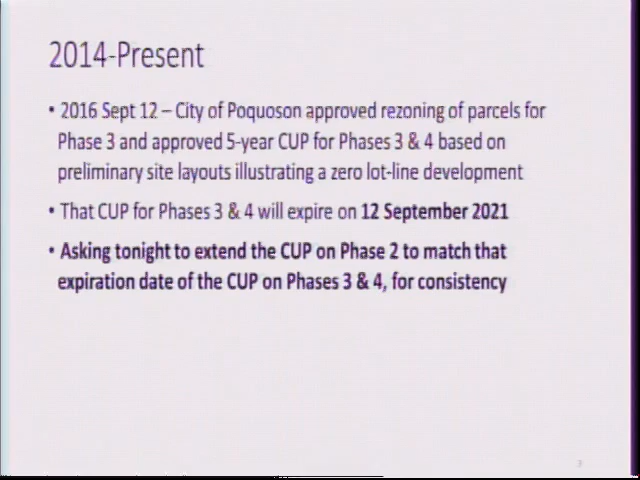 2014-Present
• 2016 Sept 12 – City of Poquoson approved rezoning of parcels for
Phase 3 and approved 5-year CUP for Phases 3 & 4 based on
preliminary site layouts illustrating a zero lot-line development
• That CUP for Phases 3 & 4 will expire on 12 September 2021
• Asking tonight to extend the CUP on Phase 2 to match that
expiration date of the CUP on Phases 3 & 4, for consistency
3